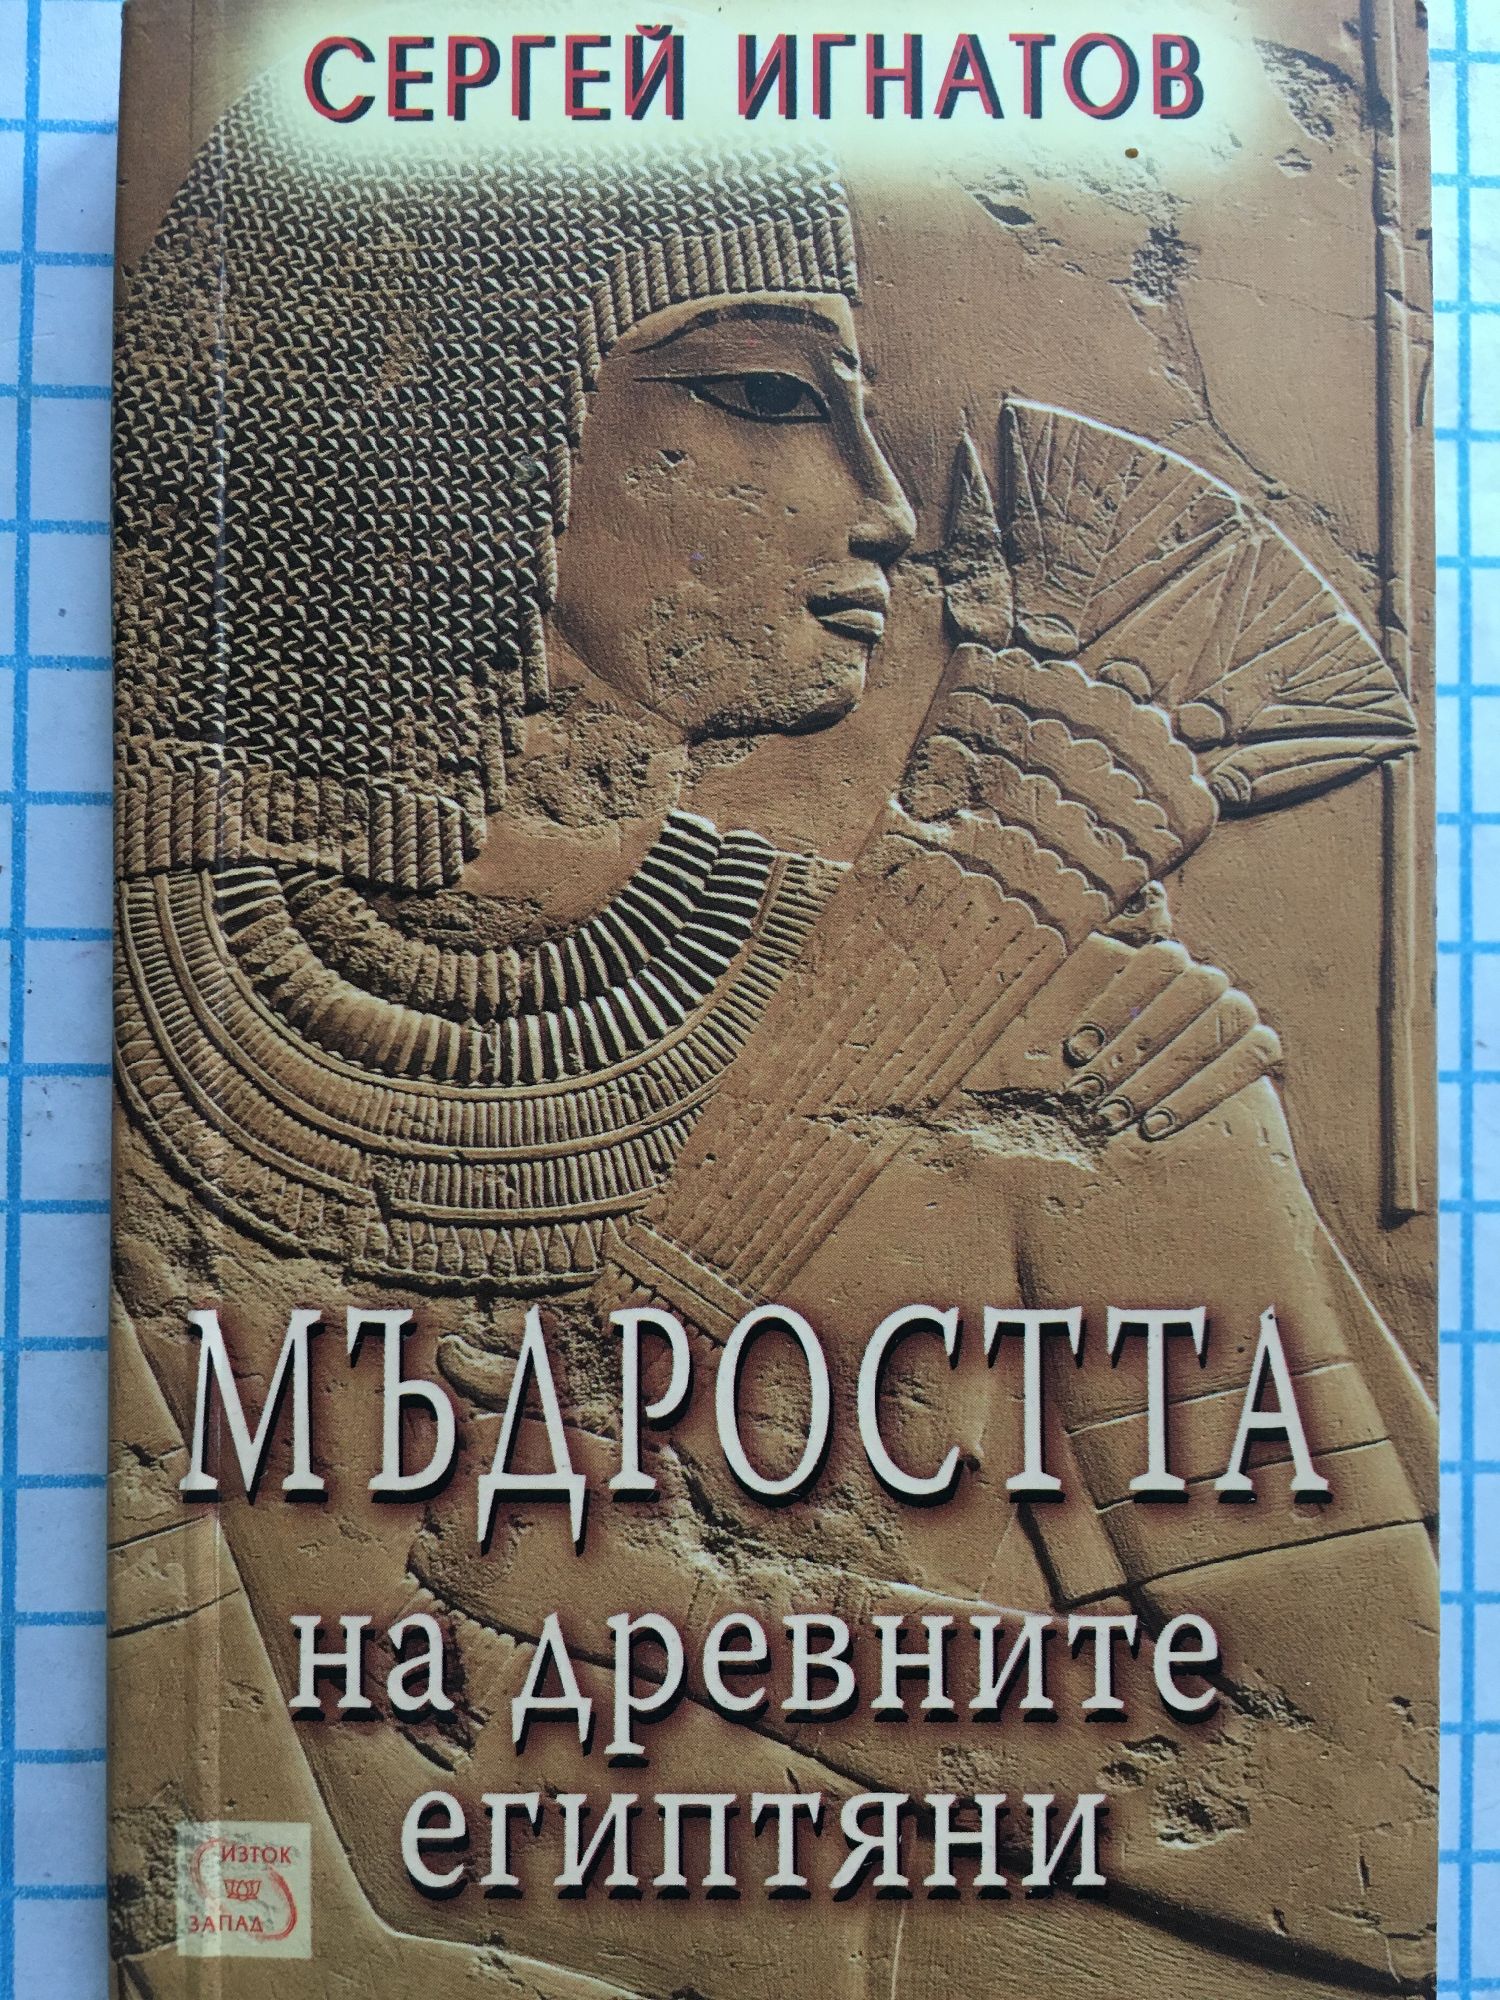 СЕРГЕЙ ИГНАТОВ
МЪДРОСТТА
на древните
египтяни
ИЗТОК
ЗАПАД